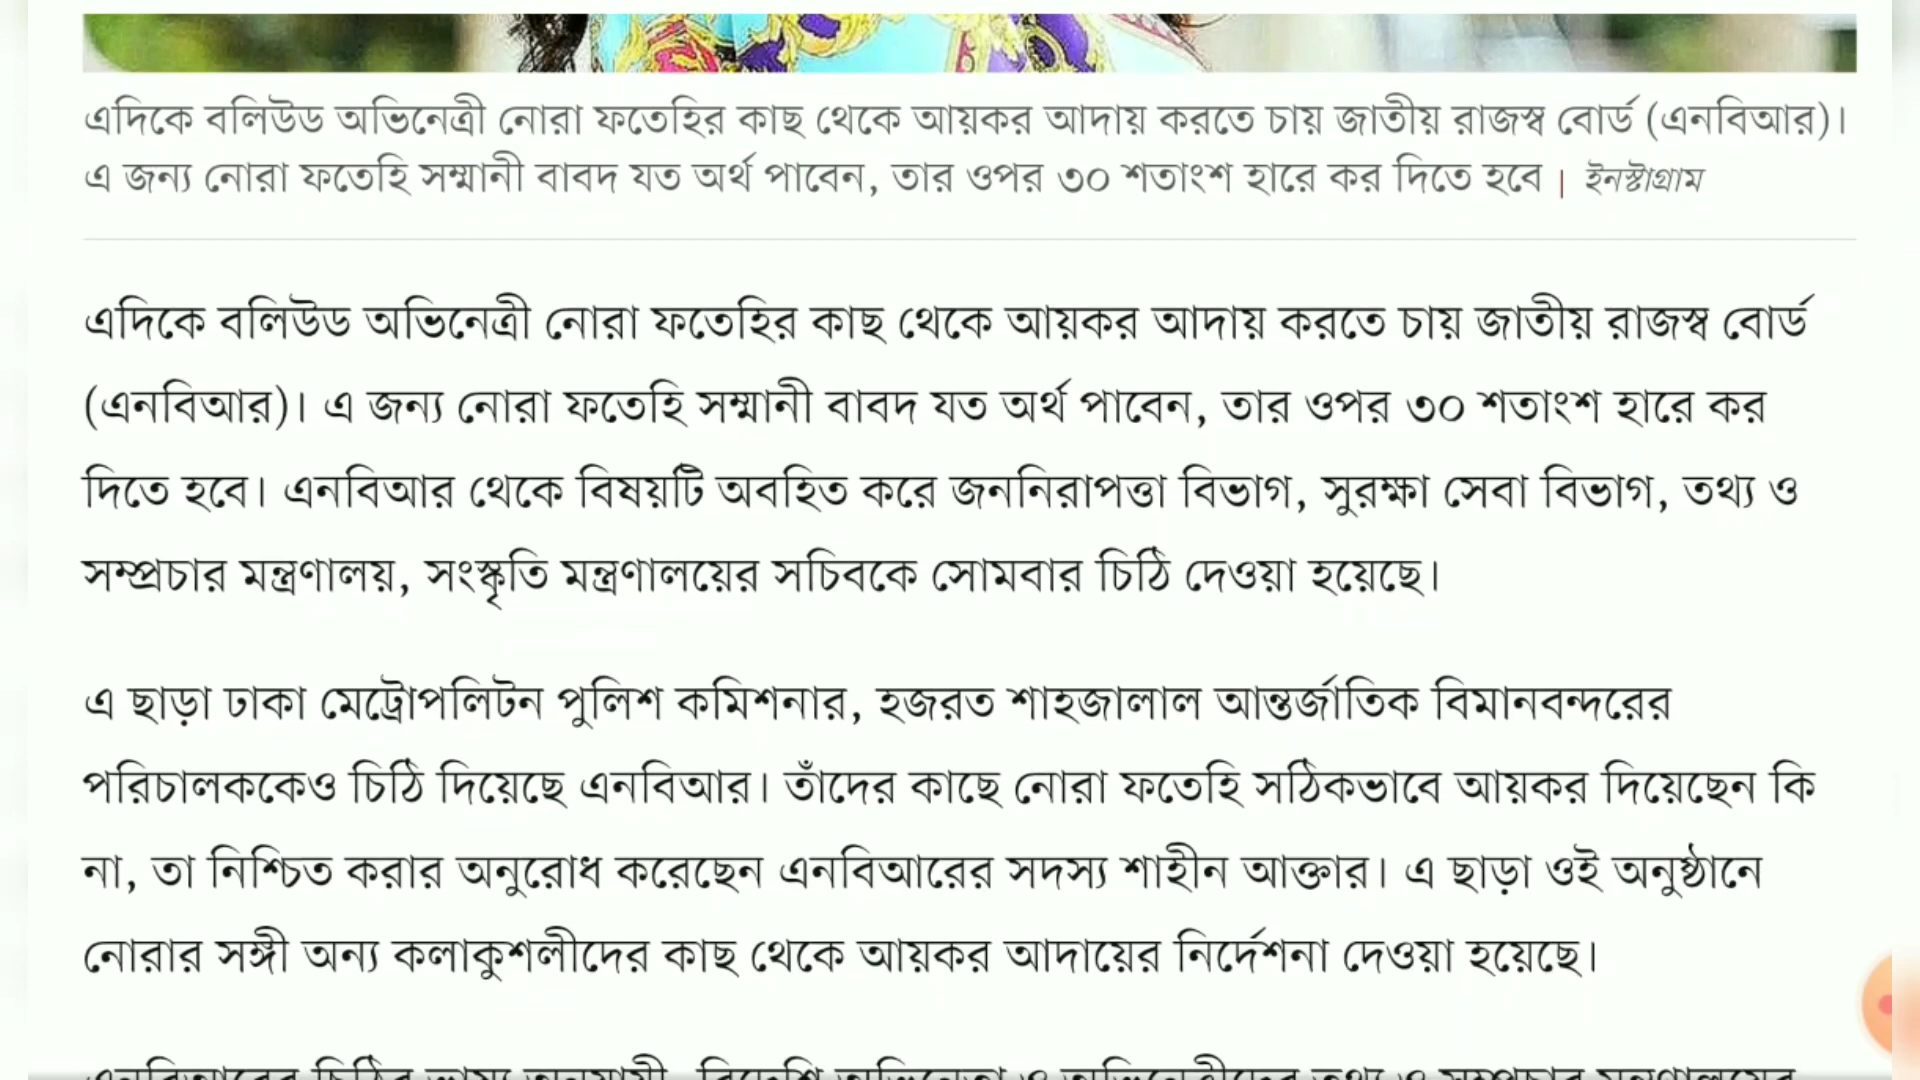 এদিকে বলিউড অভিনেত্রী নোরা ফতেহির কাছ থেকে আয়কর আদায় করতে চায় জাতীয় রাজস্ব বোর্ড (এনবিআর)।
এ জন্য নোরা ফতেহি সম্মানী বাবদ যত অর্থ পাবেন, তার ওপর ৩০ শতাংশ হারে কর দিতে হবে | ইনস্টাগ্রাম
এদিকে বলিউড অভিনেত্রী নোরা ফতেহির কাছ থেকে আয়কর আদায় করতে চায় জাতীয় রাজস্ব বোর্ড
(এনবিআর)। এ জন্য নোরা ফতেহি সম্মানী বাবদ যত অর্থ পাবেন, তার ওপর ৩০ শতাংশ হারে কর
দিতে হবে। এনবিআর থেকে বিষয়টি অবহিত করে জননিরাপত্তা বিভাগ, সুরক্ষা সেবা বিভাগ, তথ্য ও
সম্প্রচার মন্ত্রণালয়, সংস্কৃতি মন্ত্রণালয়ের সচিবকে সোমবার চিঠি দেওয়া হয়েছে।
এ ছাড়া ঢাকা মেট্রোপলিটন পুলিশ কমিশনার, হজরত শাহজালাল আন্তর্জাতিক বিমানবন্দরের
পরিচালককেও চিঠি দিয়েছে এনবিআর। তাঁদের কাছে নোরা ফতেহি সঠিকভাবে আয়কর দিয়েছেন কি
না, তা নিশ্চিত করার অনুরোধ করেছেন এনবিআরের সদস্য শাহীন আক্তার। এ ছাড়া ওই অনুষ্ঠানে
নোরার সঙ্গী অন্য কলাকুশলীদের কাছ থেকে আয়কর আদায়ের নির্দেশনা দেওয়া হয়েছে।